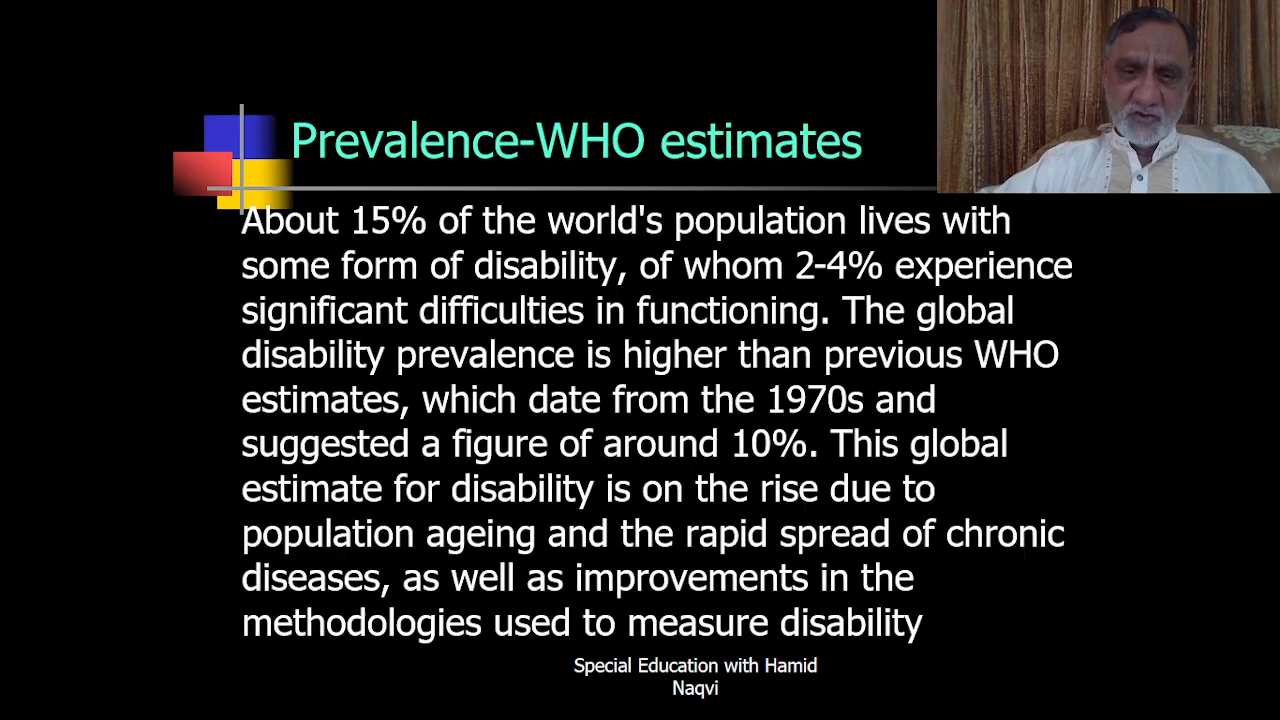 Prevalence-WHO estimates
About 15% of the world's population lives with
some form of disability, of whom 2-4% experience
significant difficulties in functioning. The global
disability prevalence is higher than previous WHO
estimates, which date from the 1970s and
suggested a figure of around 10%. This global
estimate for disability is on the rise due to
population ageing and the rapid spread of chronic
diseases, as well as improvements in the
methodologies used to measure disability
Special Education with Hamid
Naqvi